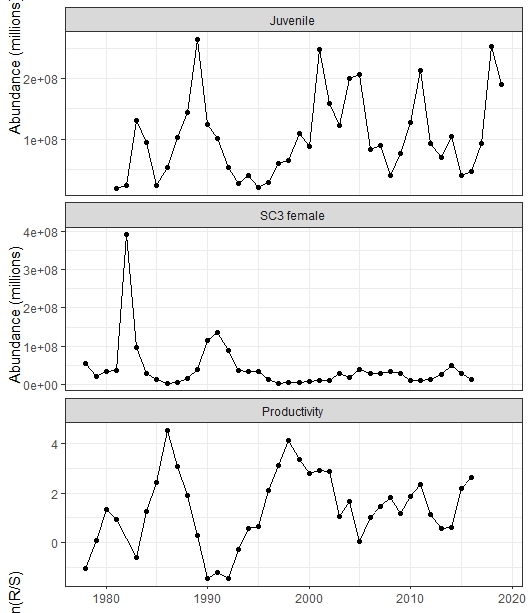 Juvenile
Abundance (millions)
2e+08
1e+08
SC3 female
Abundance (millions)
4e+08
3e+08
2e+08
1e+08
0e+00
Productivity
n(R/S)
4
2
0
1980 1990 2000 2010 2020